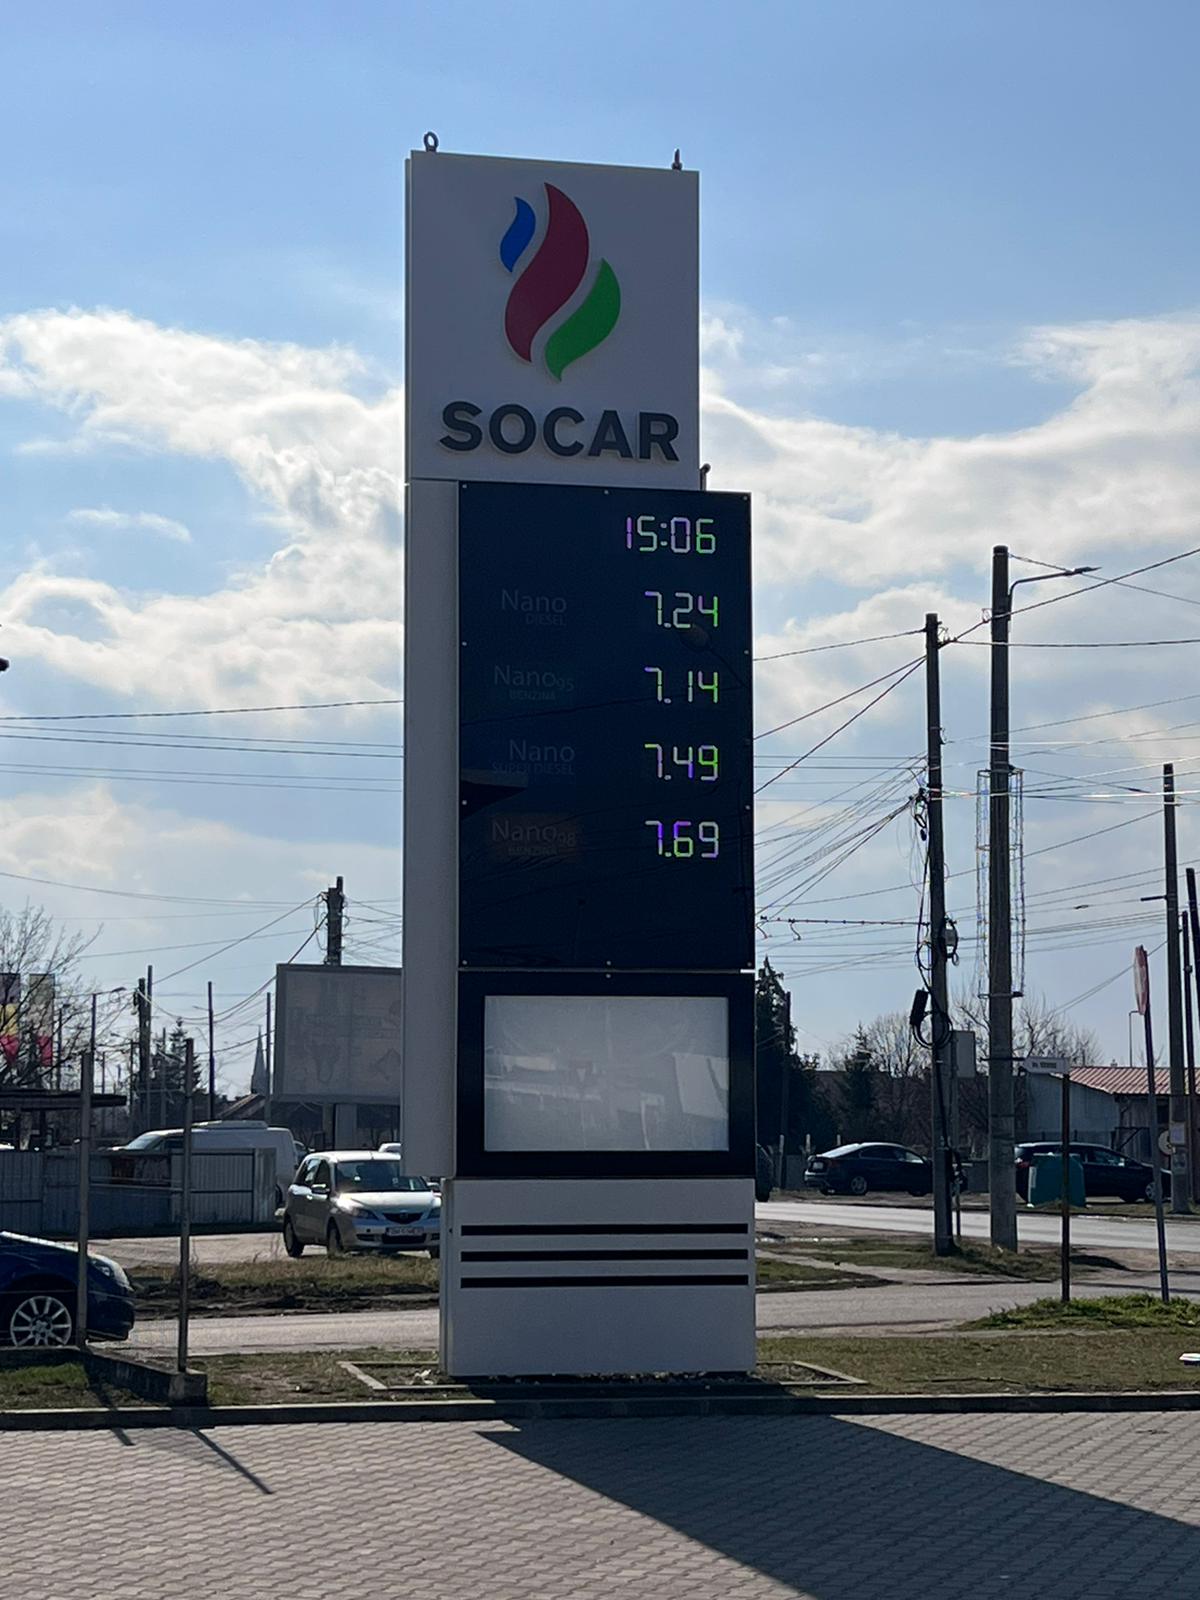 SOCAR
15:06
Nano 7.24
DIESEL
Nano95 7.14
BENZINA
Nano 7.49
SUPER DIESEL
Nano98 7.69
BENZINA